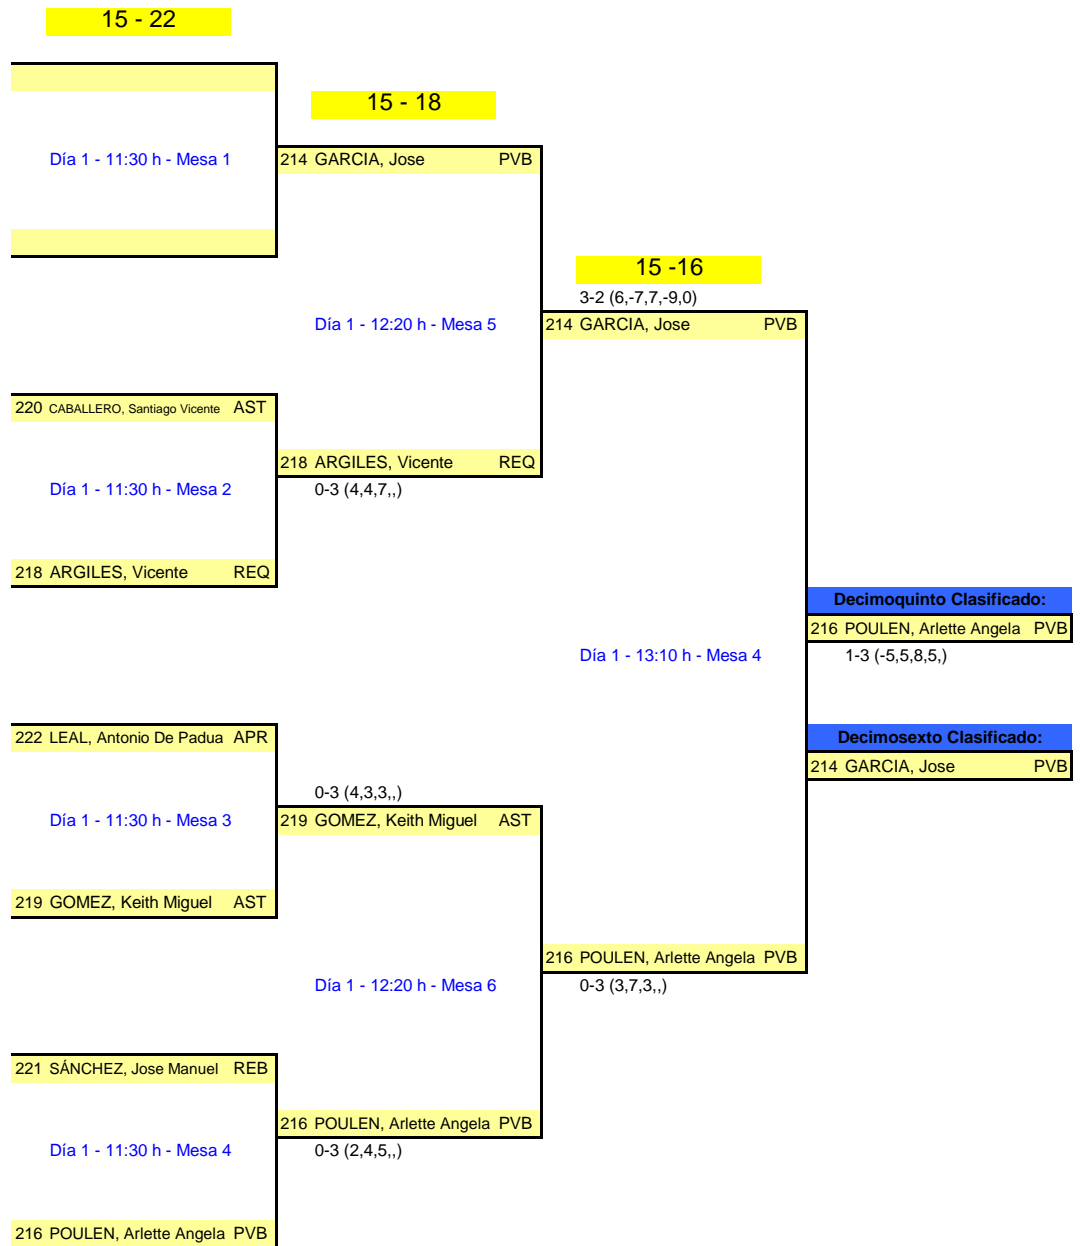 15 - 22
15 - 18
Día 1 - 11:30 h - Mesa 1
214 GARCIA, Jose PVB
15 -16
3-2 (6,-7,7,-9,0)
Día 1 - 12:20 h - Mesa 5
214 GARCIA, Jose PVB
220 CABALLERO, Santiago Vicente AST
218 ARGILES, Vicente REQ
Día 1 - 11:30 h - Mesa 2
0-3 (4,4,7,,)
218 ARGILES, Vicente REQ
Decimoquinto Clasificado:
216 POULEN, Arlette Angela PVB
Día 1 - 13:10 h - Mesa 4
1-3 (-5,5,8,5,)
222 LEAL, Antonio De Padua APR
Decimosexto Clasificado:
214 GARCIA, Jose PVB
0-3 (4,3,3,,)
Día 1 - 11:30 h - Mesa 3
219 GOMEZ, Keith Miguel AST
219 GOMEZ, Keith Miguel AST
216 POULEN, Arlette Angela PVB
Día 1 - 12:20 h - Mesa 6
0-3 (3,7,3,,)
221 SÁNCHEZ, Jose Manuel REB
216 POULEN, Arlette Angela PVB
Día 1 - 11:30 h - Mesa 4
0-3 (2,4,5,,)
216 POULEN, Arlette Angela PVB